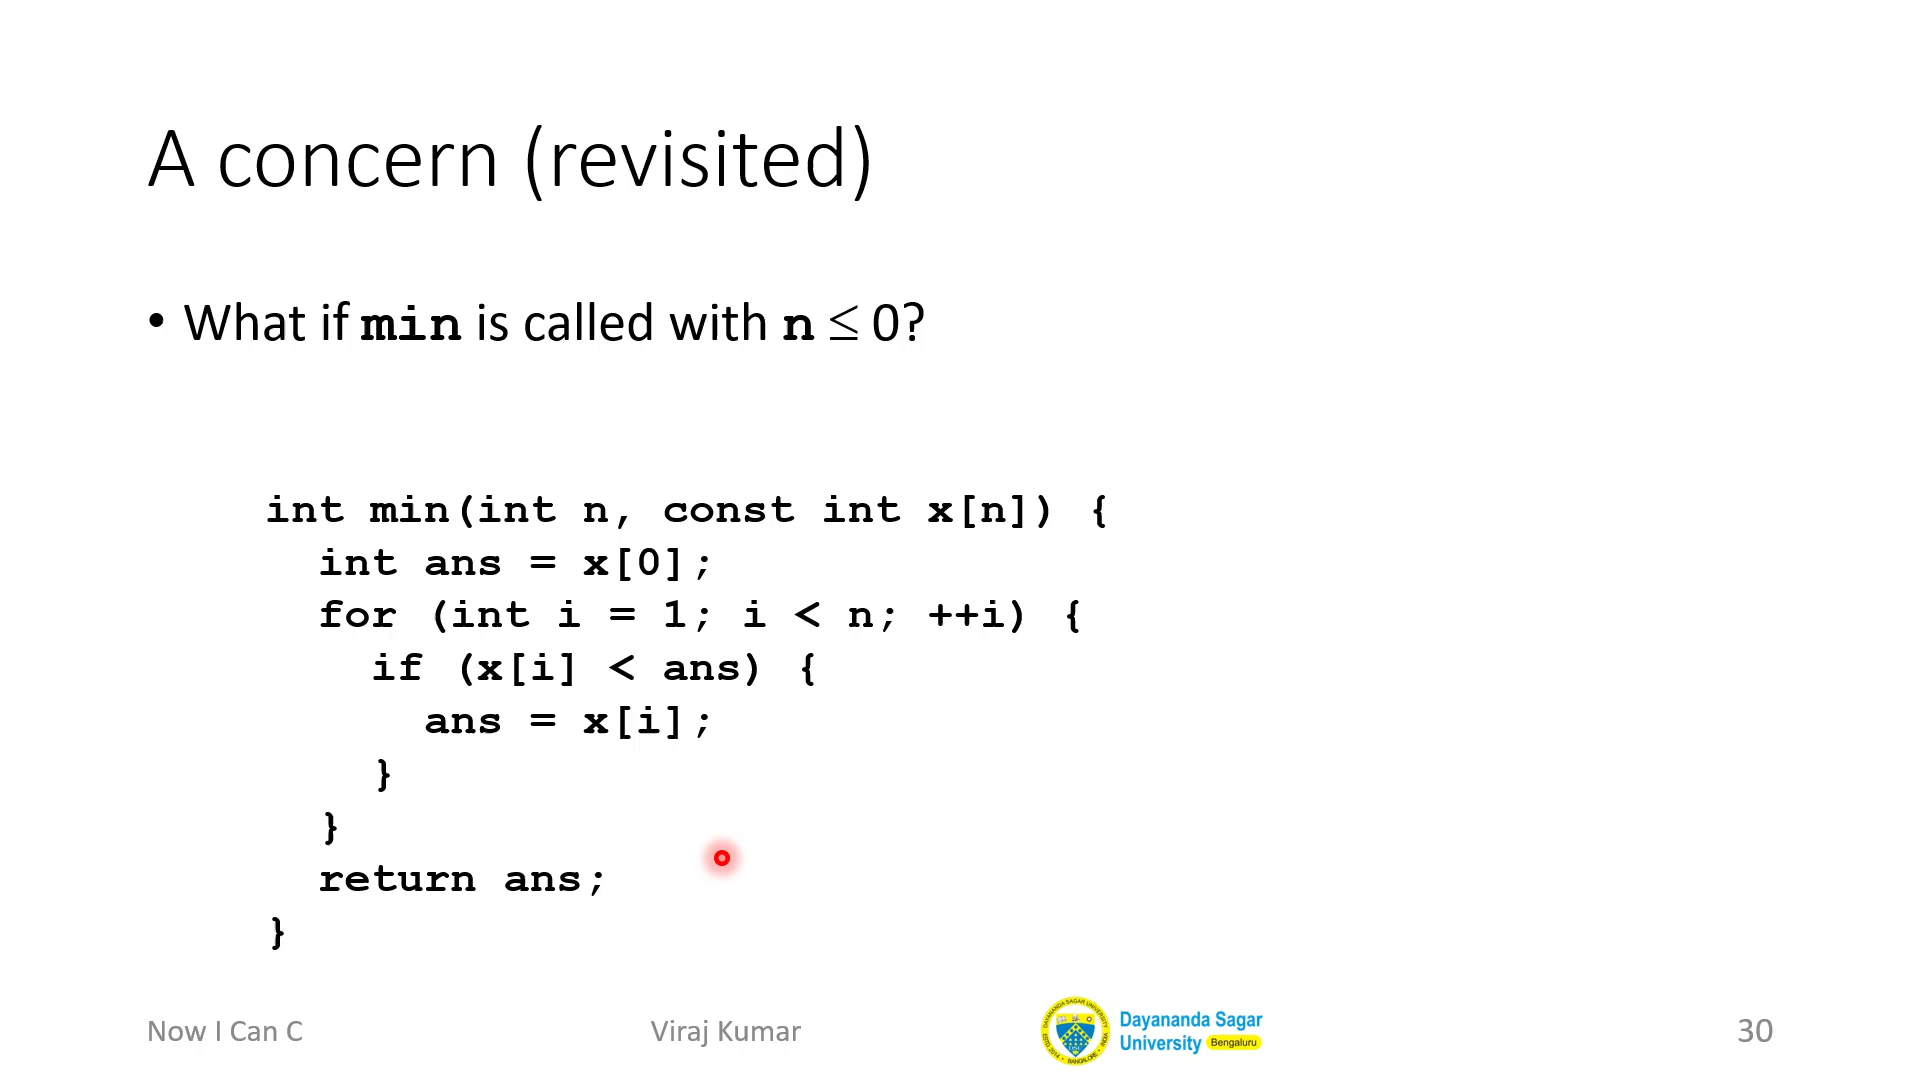 A concern (revisited)
• What if min is called with n ≤ 0?
int min(int n, const int x[n]) {
  int ans = x[0];
  for (int i = 1; i < n; ++i) {
    if (x[i] < ans) {
      ans = x[i];
    }
  }
  return ans;
}
Now I Can C
Viraj Kumar
Dayananda Sagar
University Bengaluru
30